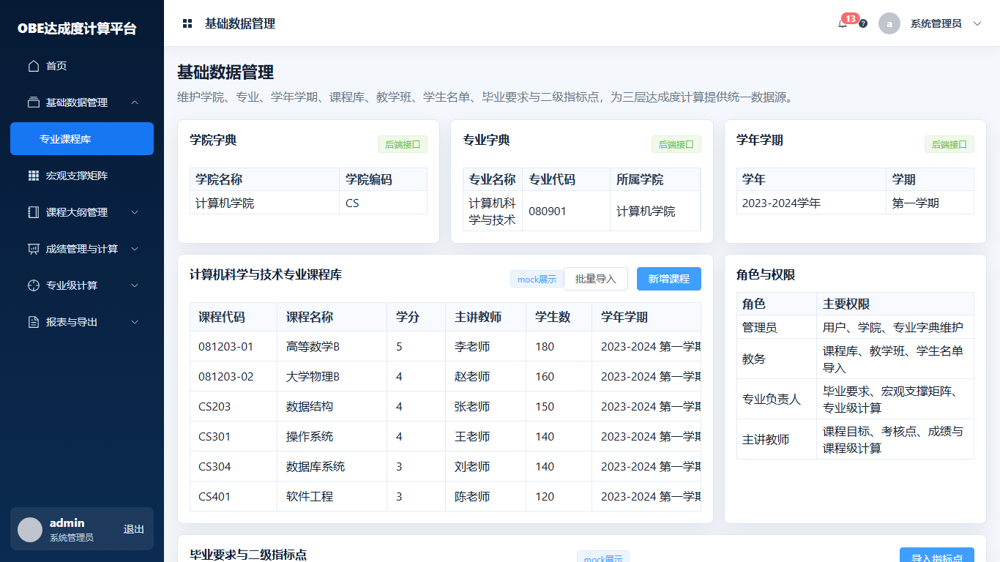 OBE达成度计算平台
首页
基础数据管理
专业课程库
宏观支撑矩阵
课程大纲管理
成绩管理与计算
专业级计算
报表与导出
admin
系统管理员
退出
基础数据管理
13
?
a
系统管理员
基础数据管理
维护学院、专业、学年学期、课程库、教学班、学生名单、毕业要求与二级指标点，为三层达成度计算提供统一数据源。
学院字典
后端接口
学院名称 学院编码
计算机学院 CS
专业字典
后端接口
专业名称 专业代码 所属学院
计算机科学与技术 080901 计算机学院
学年学期
后端接口
学年 学期
2023-2024学年 第一学期
计算机科学与技术专业课程库
mock展示
批量导入
新增课程
课程代码 课程名称 学分 主讲教师 学生数 学年学期
081203-01 高等数学B 5 李老师 180 2023-2024 第一学期
081203-02 大学物理B 4 赵老师 160 2023-2024 第一学期
CS203 数据结构 4 张老师 150 2023-2024 第一学期
CS301 操作系统 4 王老师 140 2023-2024 第一学期
CS304 数据库系统 3 刘老师 140 2023-2024 第一学期
CS401 软件工程 3 陈老师 120 2023-2024 第一学期
角色与权限
角色 主要权限
管理员 用户、学院、专业字典维护
教务 课程库、教学班、学生名单导入
专业负责人 毕业要求、宏观支撑矩阵、专业级计算
主讲教师 课程目标、考核点、成绩与课程级计算
毕业要求与二级指标点
mock展示
导入指标点